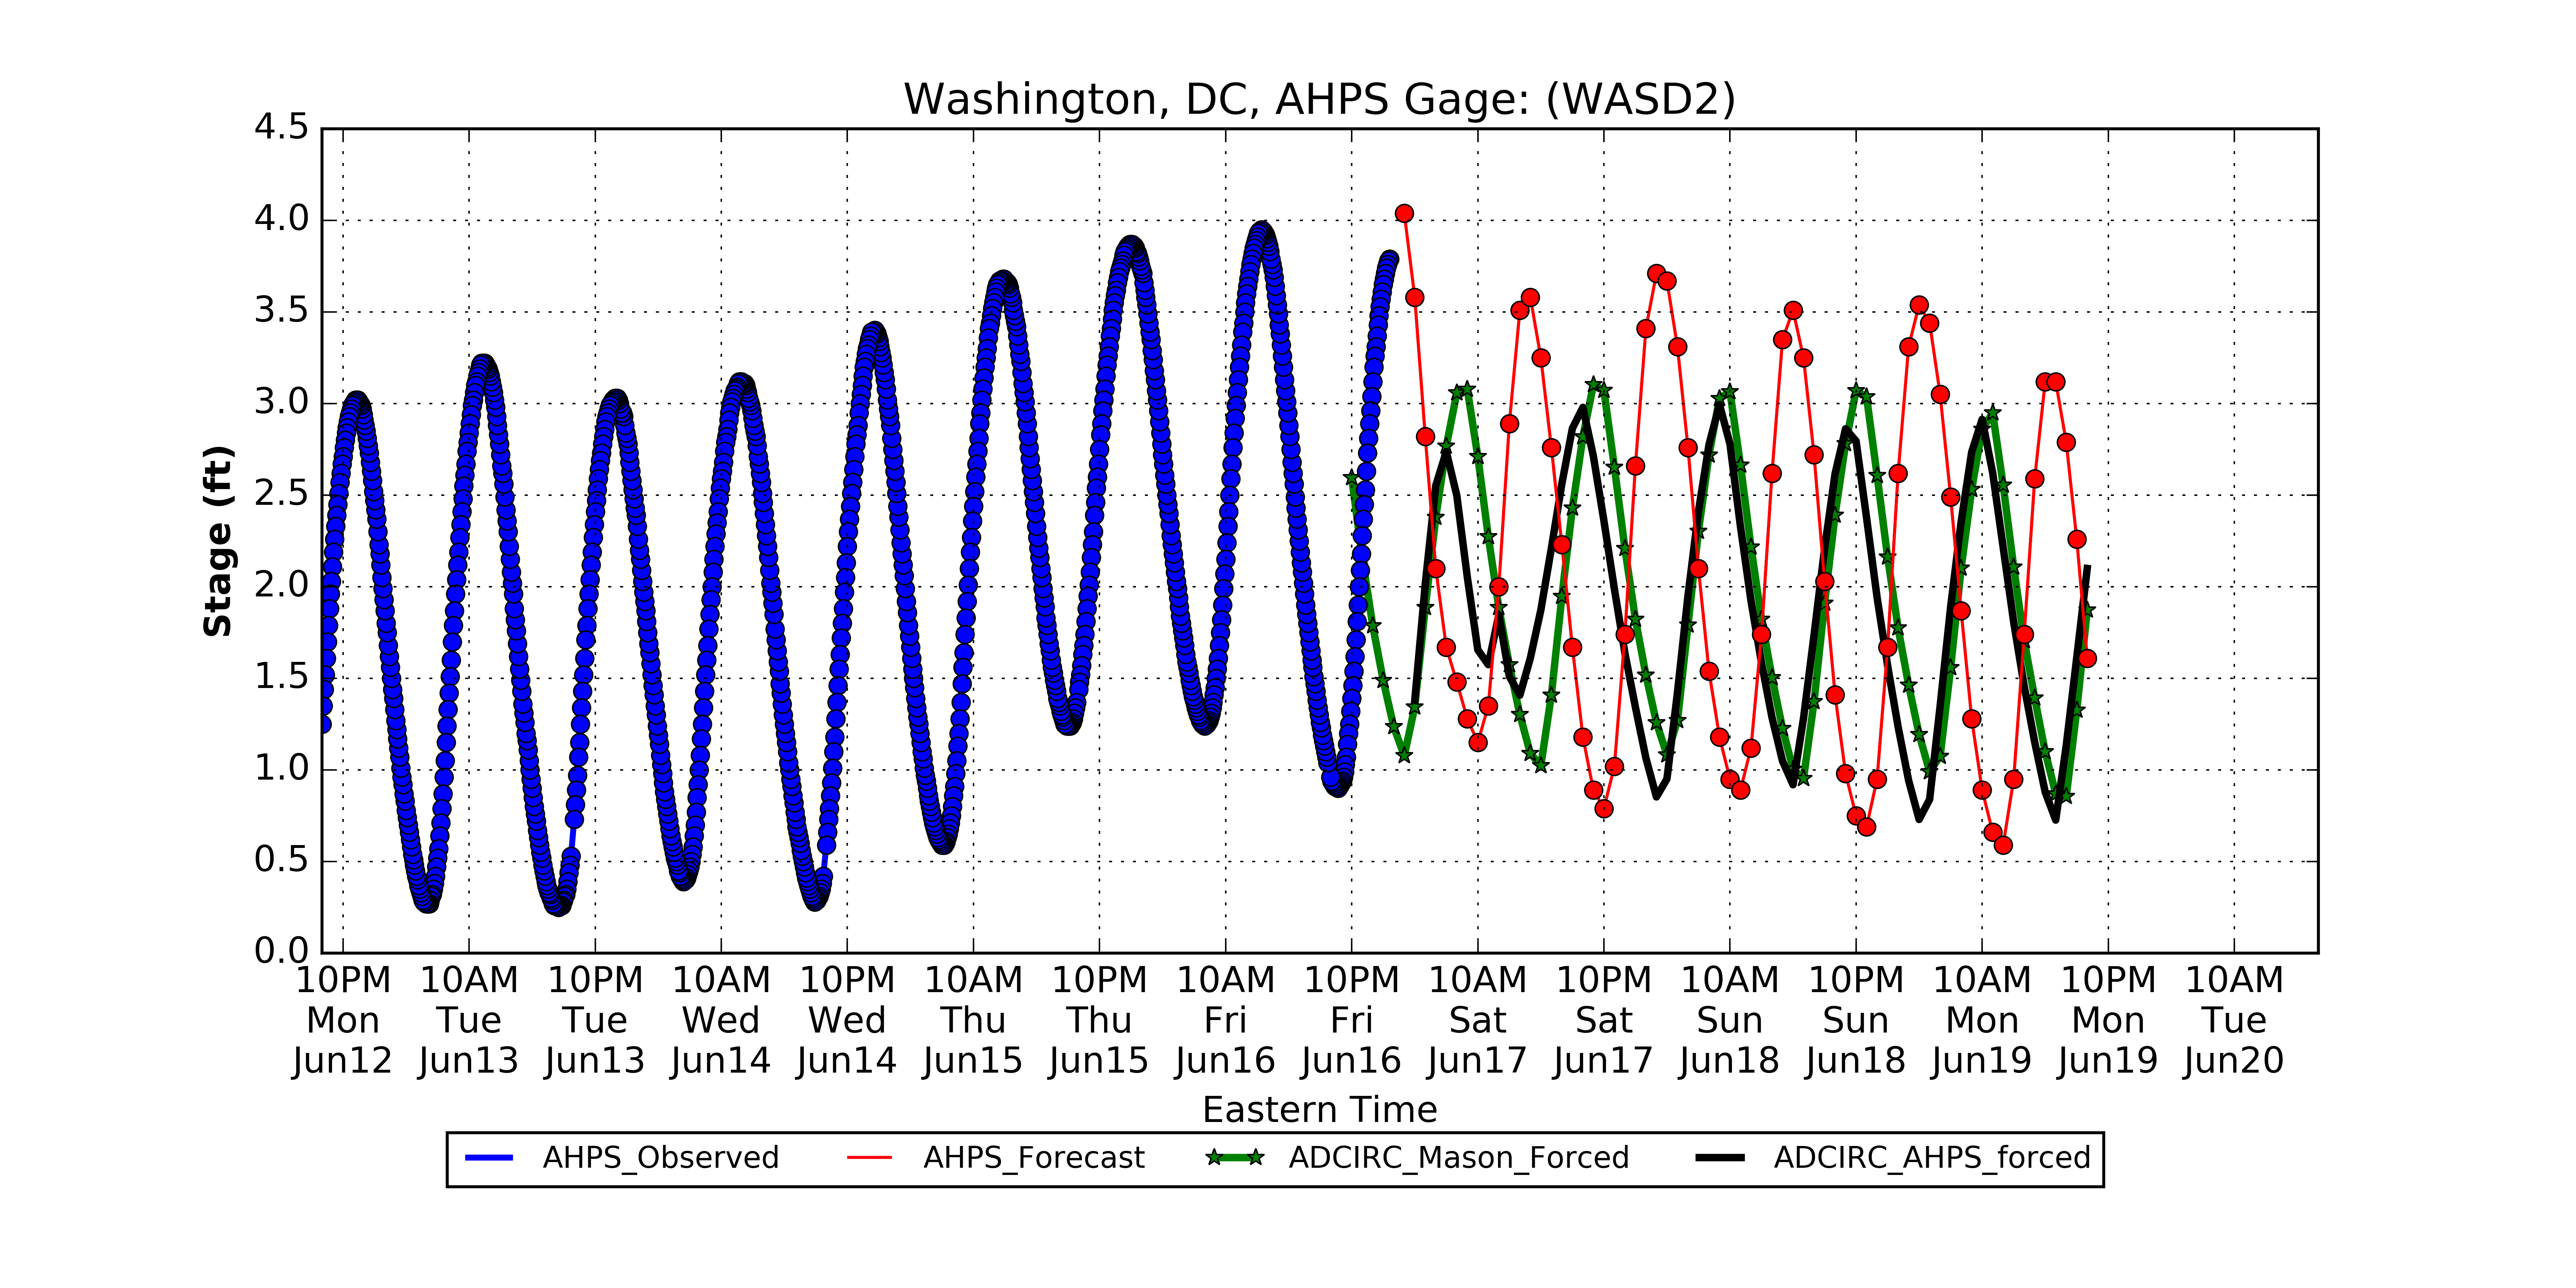 Washington, DC, AHPS Gage: (WASD2)
4.5
4.0
3.5
3.0
2.5
2.0
1.5
1.0
0.5
0.0
Stage (ft)
10PM 10AM 10PM 10AM 10PM 10AM 10PM 10AM 10PM 10AM 10PM 10AM 10PM 10AM 10PM 10AM
Mon Tue Tue Wed Wed Thu Thu Fri Fri Sat Sat Sun Sun Mon Mon Tue
Jun12 Jun13 Jun13 Jun14 Jun14 Jun15 Jun15 Jun16 Jun16 Jun17 Jun17 Jun18 Jun18 Jun19 Jun19 Jun20
Eastern Time
AHPS_Observed AHPS_Forecast ADCIRC_Mason_Forced ADCIRC_AHPS_forced